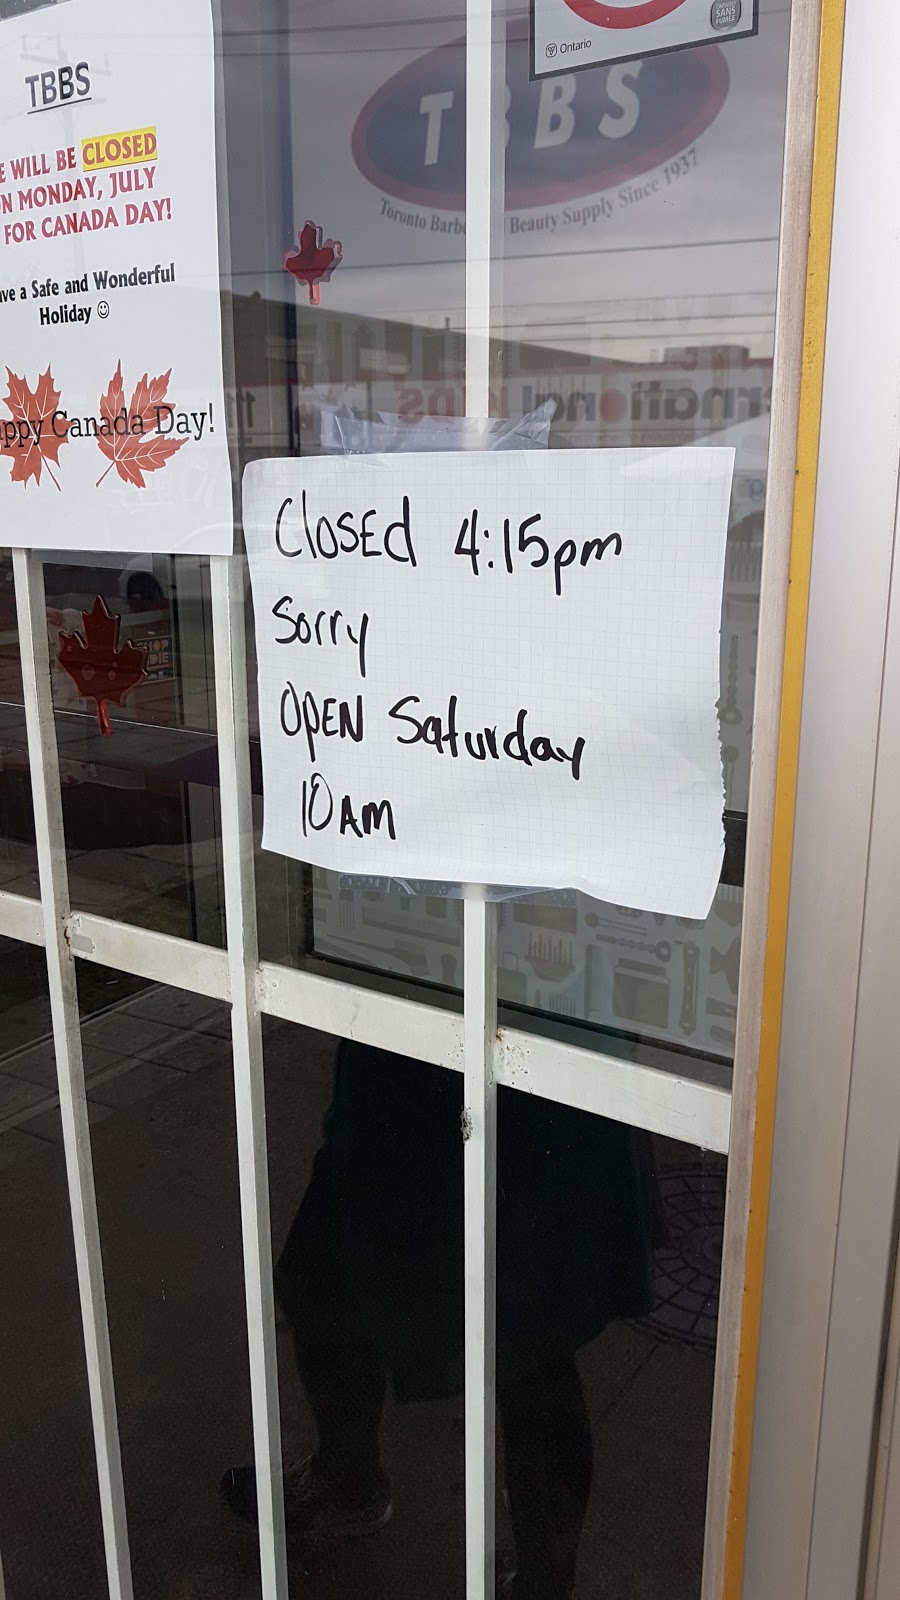 TBBS
WILL BE CLOSED
MONDAY, JULY
FOR CANADA DAY!
a Safe and Wonderful
Holiday
Canada Day!
Ontario
TBBS
Toronto Beauty Supply Since 1937
Closed 4:15pm
Sorry
OPEN Saturday
10AM